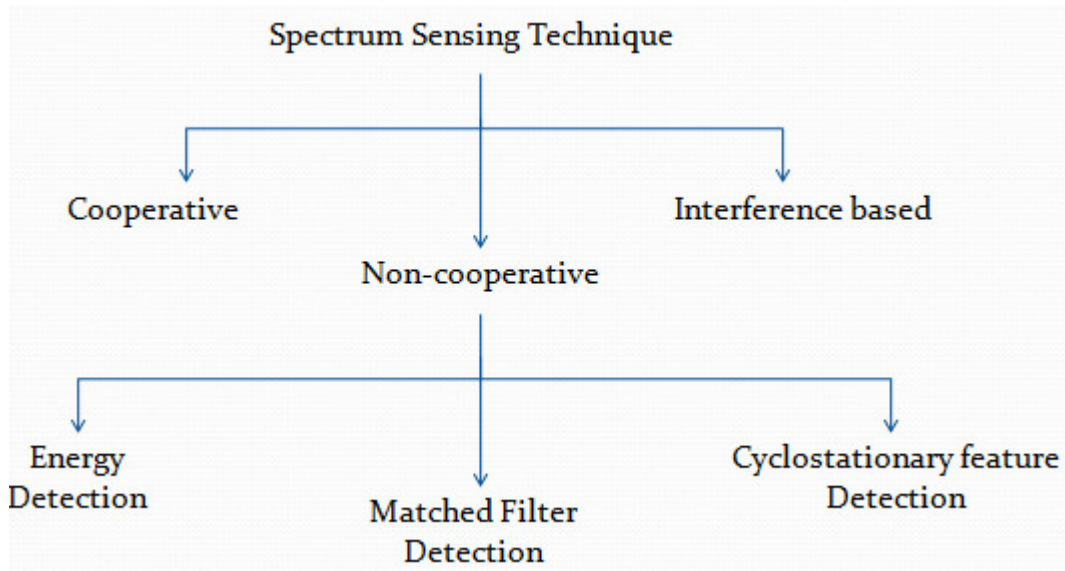 Spectrum Sensing Technique
Cooperative
Interference based
Non-cooperative
Energy
Detection
Matched Filter
Detection
Cyclostationary feature
Detection